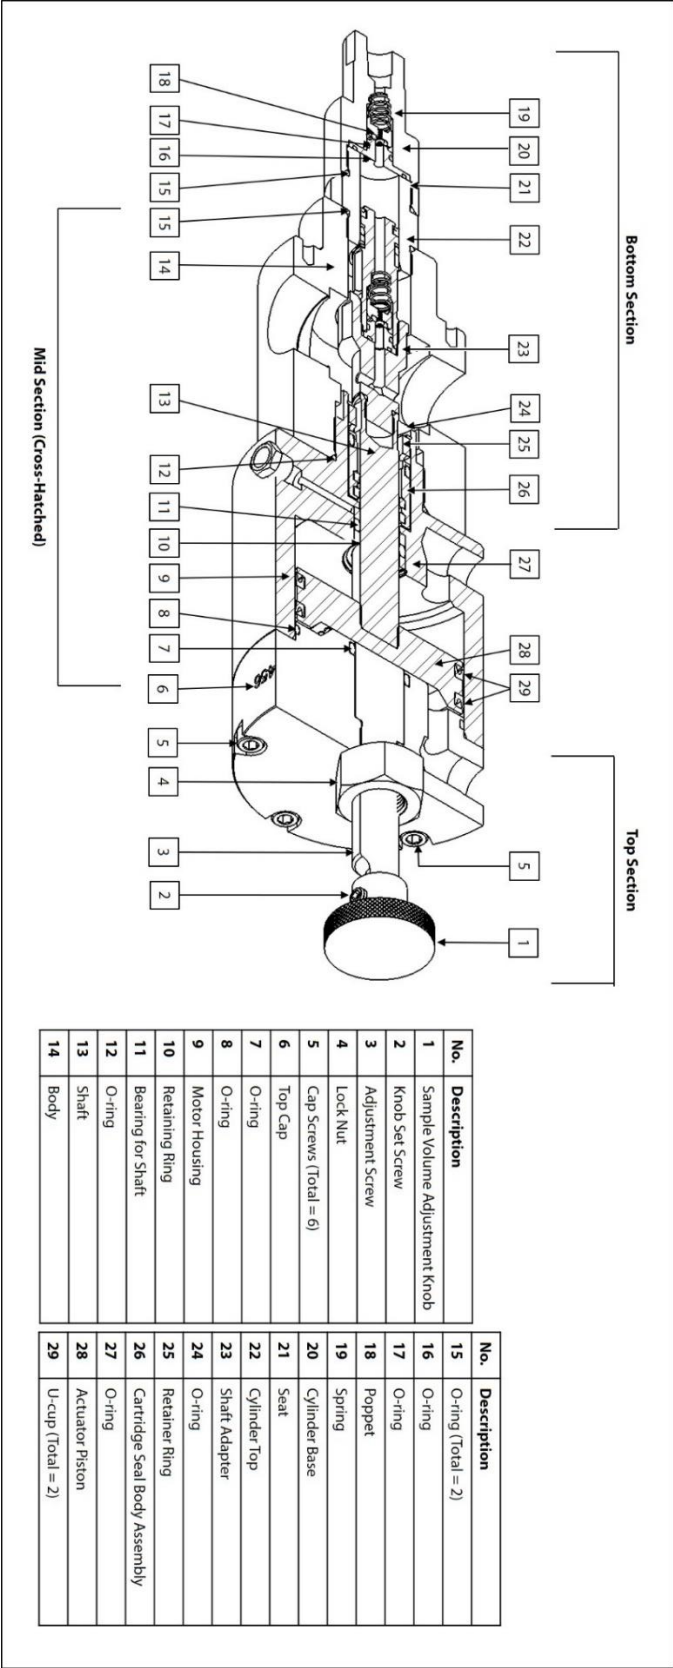 Bottom Section
19
20
21
22
23
24
25
26
27
28
29
18
17
16
15
15
14
13
12
11
10
9
8
7
6
5
4
3
2
Mid Section (Cross-Hatched)
Top Section
5
1
No. Description
1 Sample Volume Adjustment Knob
2 Knob Set Screw
3 Adjustment Screw
4 Lock Nut
5 Cap Screws (Total = 6)
6 Top Cap
7 O-ring
8 O-ring
9 Motor Housing
10 Retaining Ring
11 Bearing for Shaft
12 O-ring
13 Shaft
14 Body
No. Description
15 O-ring (Total = 2)
16 O-ring
17 O-ring
18 Poppet
19 Spring
20 Cylinder Base
21 Seat
22 Cylinder Top
23 Shaft Adapter
24 O-ring
25 Retainer Ring
26 Cartridge Seal Body Assembly
27 O-ring
28 Actuator Piston
29 U-cup (Total = 2)